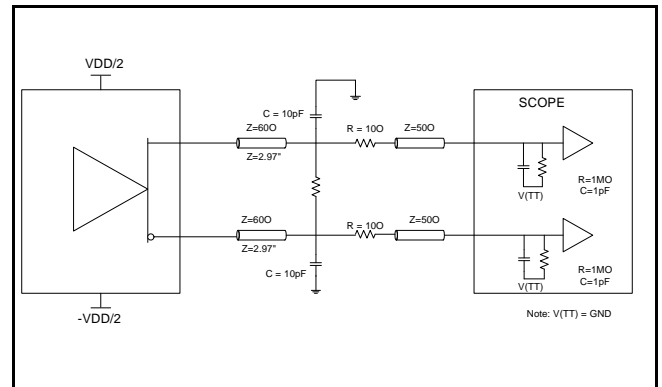 VDD/2
SCOPE
C = 10pF
Z=60O
Z=2.97"
R = 10O
Z=50O
V(TT)
R=1MO
C=1pF
Z=60O
Z=2.97"
R = 10O
Z=50O
C = 10pF
V(TT)
R=1MO
C=1pF
-VDD/2
Note: V(TT) = GND